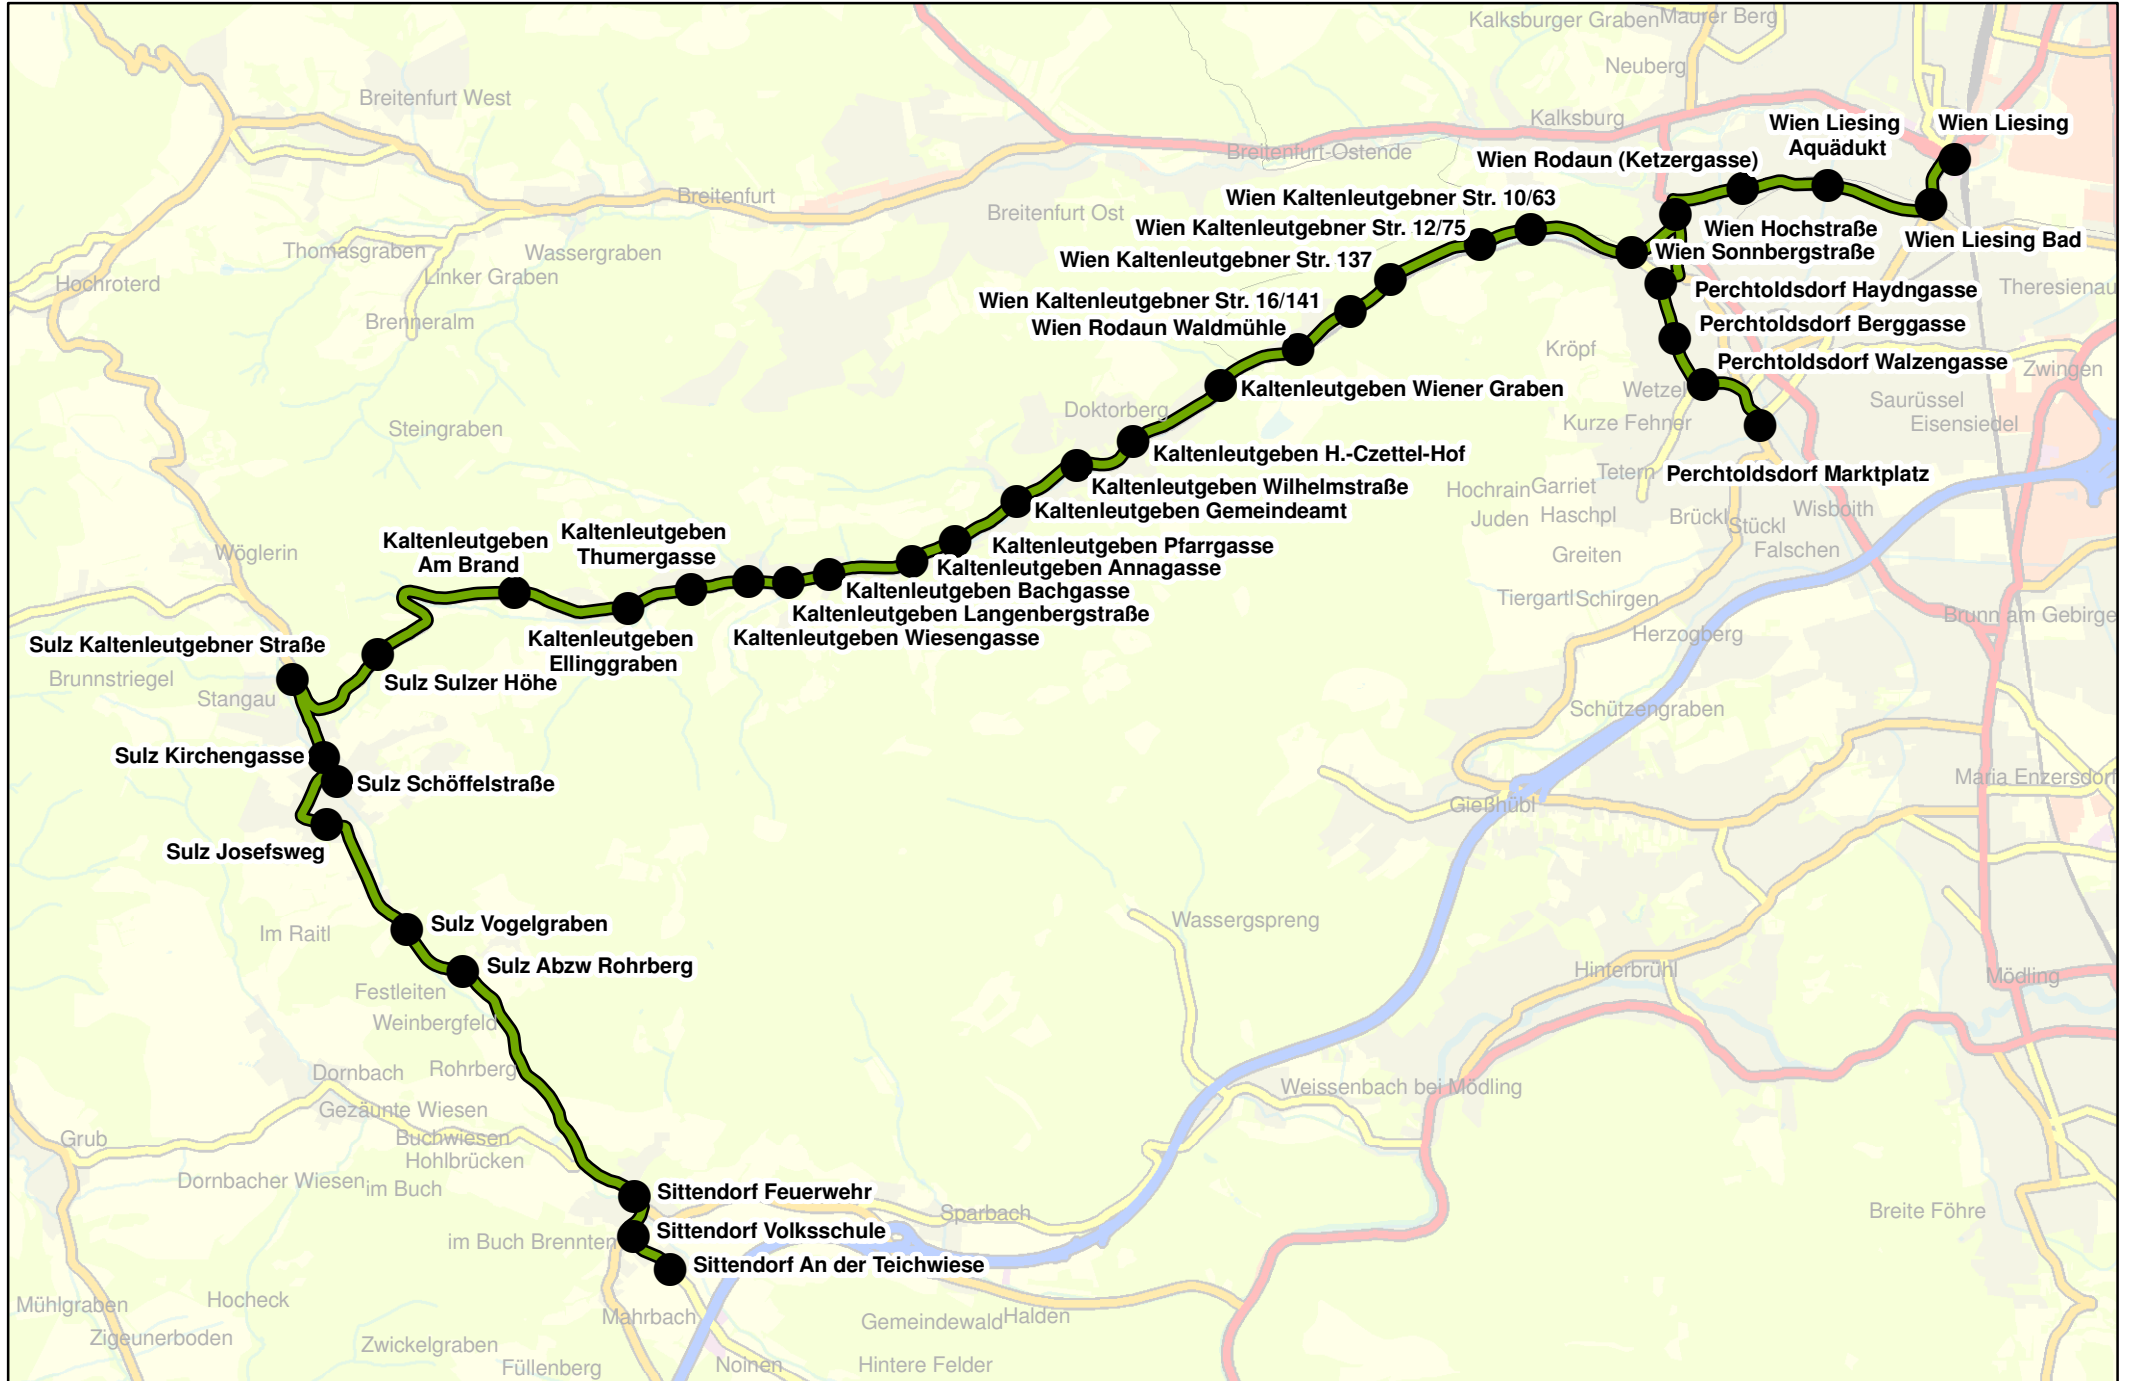 Kalksburger Graben
Maurer Berg
Neuberg
Breitenfurt West
Kalksburg
Wien Liesing
Aquädukt
Wien Liesing
Breitenfurt-Ostende
Wien Rodaun (Ketzergasse)
Breitenfurt
Wien Kaltenleutgebner Str. 10/63
Breitenfurt Ost
Wien Kaltenleutgebner Str. 12/75
Wien Hochstraße
Wien Liesing Bad
Thomasgraben
Wassergraben
Wien Sonnbergstraße
Wien Kaltenleutgebner Str. 137
Linker Graben
Hochroterd
Perchtoldsdorf Haydngasse
Theresienau
Wien Kaltenleutgebner Str. 16/141
Brenneralm
Wien Rodaun Waldmühle
Perchtoldsdorf Berggasse
Kröpf
Perchtoldsdorf Walzengasse
Zwingen
Kaltenleutgeben Wiener Graben
Wetzel
Saurüssel
Doktorberg
Kurze Fehner
Eisensiedel
Steingraben
Kaltenleutgeben H.-Czettel-Hof
Tetern
Perchtoldsdorf Marktplatz
Kaltenleutgeben Wilhelmstraße
Hochrain
Garriet
Kaltenleutgeben Gemeindeamt
Juden
Haschpl
Brückl
Stückl
Wisboith
Kaltenleutgeben
Am Brand
Kaltenleutgeben
Thumergasse
Kaltenleutgeben Pfarrgasse
Wöglerin
Greiten
Falschen
Kaltenleutgeben Annagasse
Kaltenleutgeben Bachgasse
Tiergartl
Schirgen
Kaltenleutgeben Langenbergstraße
Brunn am Gebirge
Kaltenleutgeben Wiesengasse
Herzogberg
Sulz Kaltenleutgebner Straße
Kaltenleutgeben
Ellinggraben
Brunnstriegel
Sulz Sulzer Höhe
Stangau
Schützengraben
Sulz Kirchengasse
Sulz Schöffelstraße
Maria Enzersdorf
Gießhübl
Sulz Josefsweg
Sulz Vogelgraben
Wassergspreng
Im Raitl
Sulz Abzw Rohrberg
Hinterbrühl
Mödling
Festleiten
Weinbergfeld
Dornbach
Rohrberg
Weissenbach bei Mödling
Gezäunte Wiesen
Grub
Buchwiesen
Hohlbrücken
Dornbacher Wiesen
im Buch
Sittendorf Feuerwehr
Sparbach
Breite Föhre
Sittendorf Volksschule
im Buch Brennten
Sittendorf An der Teichwiese
Mühlgraben
Hocheck
Mahrbach
Gemeindewald
Halden
Zigeunerboden
Zwickelgraben
Füllenberg
Noinen
Hintere Felder